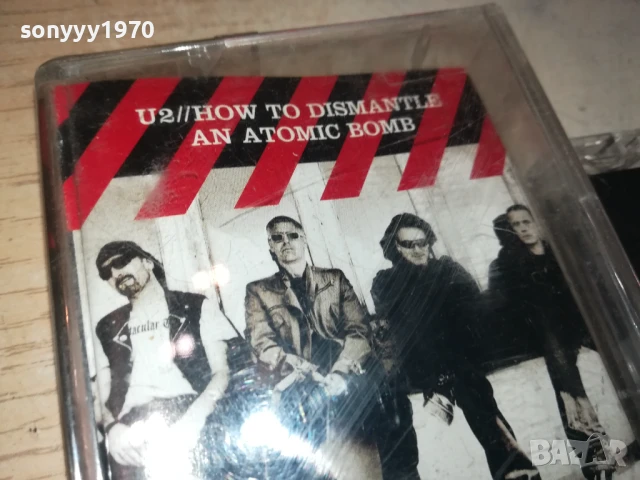 sonyyy1970
U2//HOW TO DISMANTLE
AN ATOMIC BOMB
BAZAR